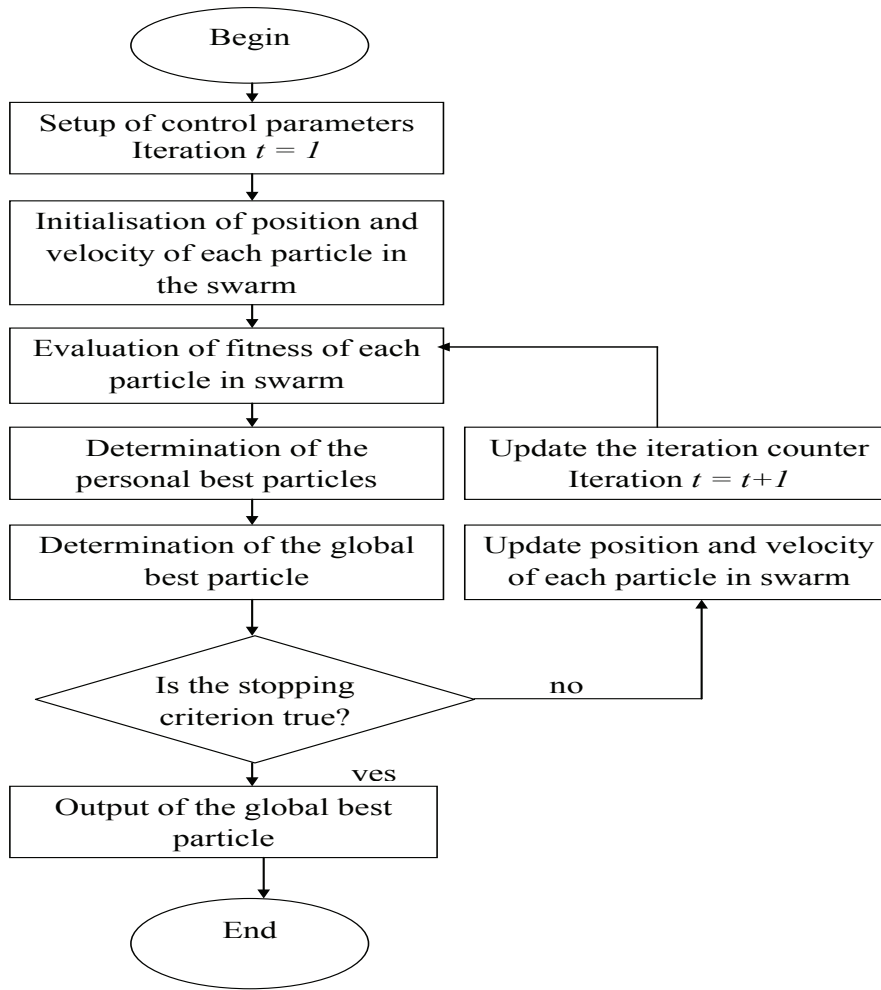 Begin
Setup of control parameters
Iteration t = 1
Initialisation of position and
velocity of each particle in
the swarm
Evaluation of fitness of each
particle in swarm
Determination of the
personal best particles
Update the iteration counter
Iteration t = t+1
Determination of the global
best particle
Update position and velocity
of each particle in swarm
Is the stopping
criterion true?
no
yes
Output of the global best
particle
End